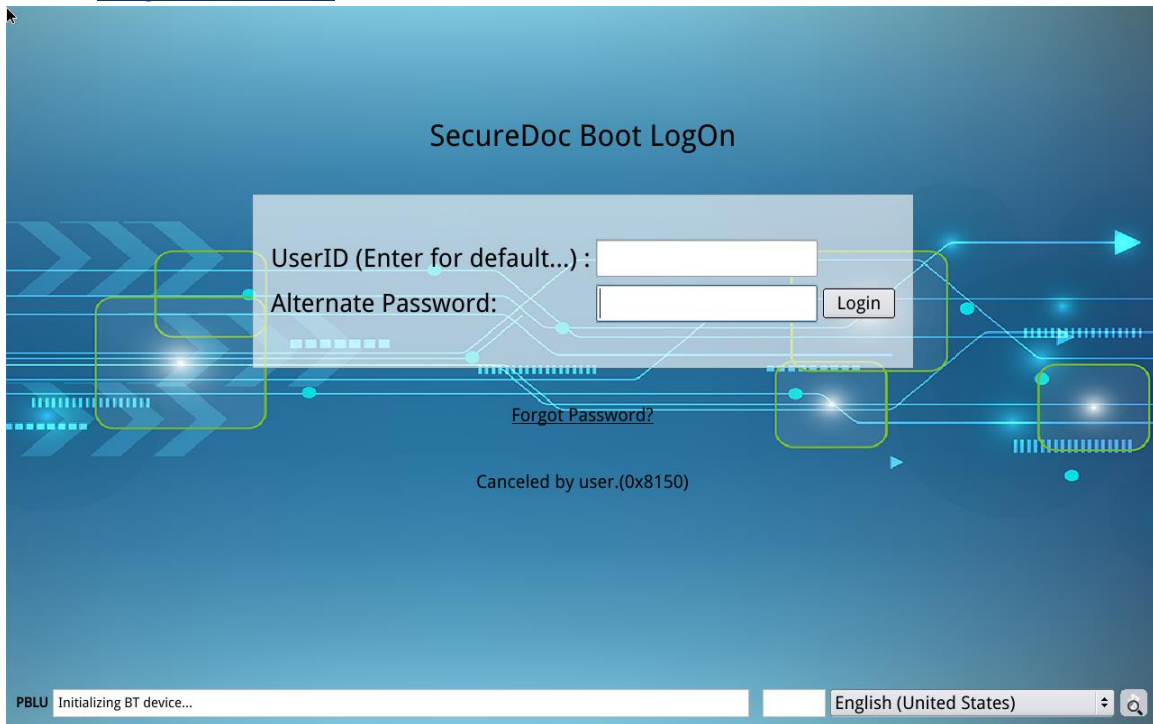 SecureDoc Boot LogOn
UserID (Enter for default...) :
Alternate Password:
Login
Forgot Password?
Canceled by user.(0x8150)
PBLU Initializing BT device... English (United States)